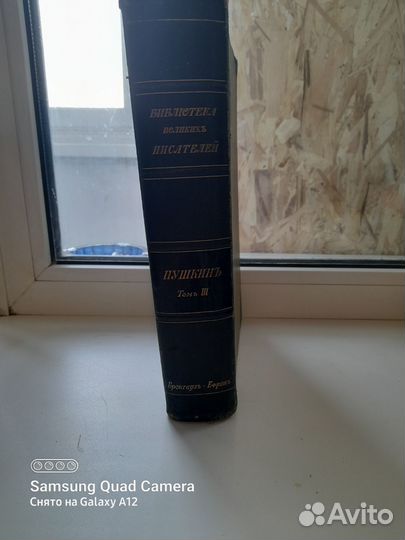 БИБЛІОТЕКА
ВЕЛИКИХЪ
ПИСАТЕЛЕЙ
ПУШКИНЪ
Томъ III
Брокгаузъ-Ефронъ
SAMSUNG Quad Camera
Снято на Galaxy A12
Avito